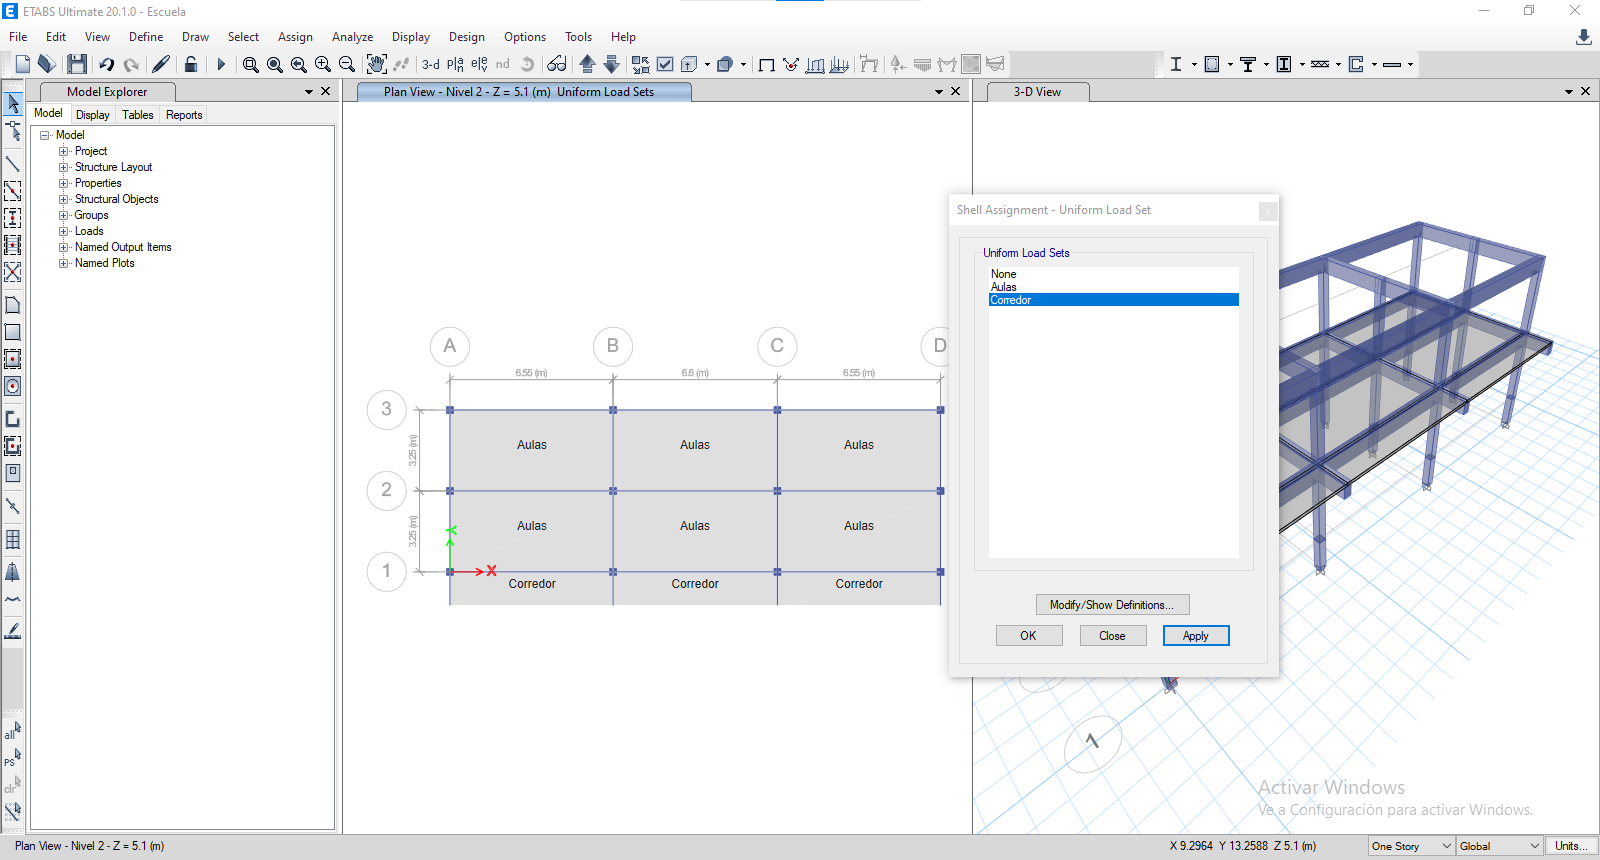 ETABS Ultimate 20.1.0 - Escuela
File Edit View Define Draw Select Assign Analyze Display Design Options Tools Help
3-d
nd
Model Explorer
Plan View - Nivel 2 - Z = 5.1 (m) Uniform Load Sets
3-D View
Model Display Tables Reports
Model
Project
Structure Layout
Properties
Structural Objects
Groups
Loads
Named Output Items
Named Plots
all
PS
clr
A B C D
6.55 (m) 6.6 (m) 6.55 (m)
3
3.25 (m)
Aulas Aulas Aulas
2
3.25 (m)
Aulas Aulas Aulas
1
X
Corredor Corredor Corredor
Shell Assignment - Uniform Load Set
Uniform Load Sets
None
Aulas
Corredor
Modify/Show Definitions...
OK Close Apply
Activar Windows
Ve a Configuración para activar Windows.
Plan View - Nivel 2 - Z = 5.1 (m)
X 9.2964 Y 13.2588 Z 5.1 (m)
One Story
Global
Units...